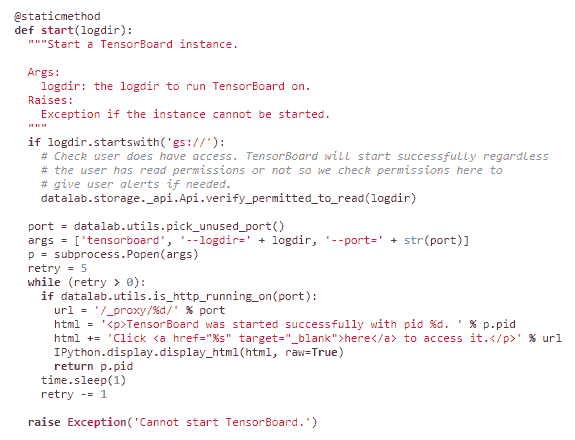 @staticmethod
def start(logdir):
  """Start a TensorBoard instance.

  Args:
    logdir: the logdir to run TensorBoard on.
  Raises:
    Exception if the instance cannot be started.
  """
  if logdir.startswith('gs://'):
    # Check user does have access. TensorBoard will start successfully regardless
    # the user has read permissions or not so we check permissions here to
    # give user alerts if needed.
    datalab.storage._api.Api.verify_permitted_to_read(logdir)

  port = datalab.utils.pick_unused_port()
  args = ['tensorboard', '--logdir=' + logdir, '--port=' + str(port)]
  p = subprocess.Popen(args)
  retry = 5
  while (retry > 0):
    if datalab.utils.is_http_running_on(port):
      url = '/_proxy/%d/' % port
      html = '<p>TensorBoard was started successfully with pid %d. ' % p.pid
      html += 'Click <a href="%s" target="_blank">here</a> to access it.</p>' % url
      IPython.display.display_html(html, raw=True)
      return p.pid
    time.sleep(1)
    retry -= 1

  raise Exception('Cannot start TensorBoard.')